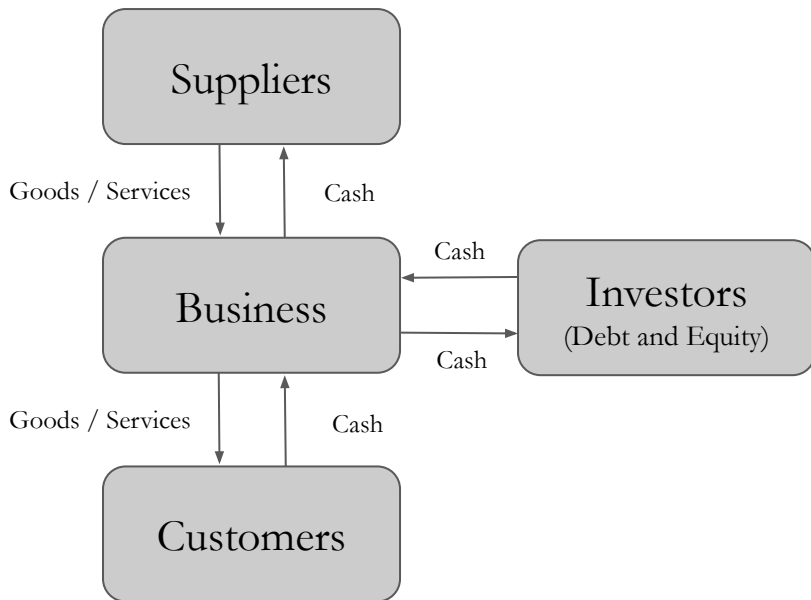 Suppliers
Goods / Services
Cash
Cash
Business
Investors
(Debt and Equity)
Cash
Goods / Services
Cash
Customers